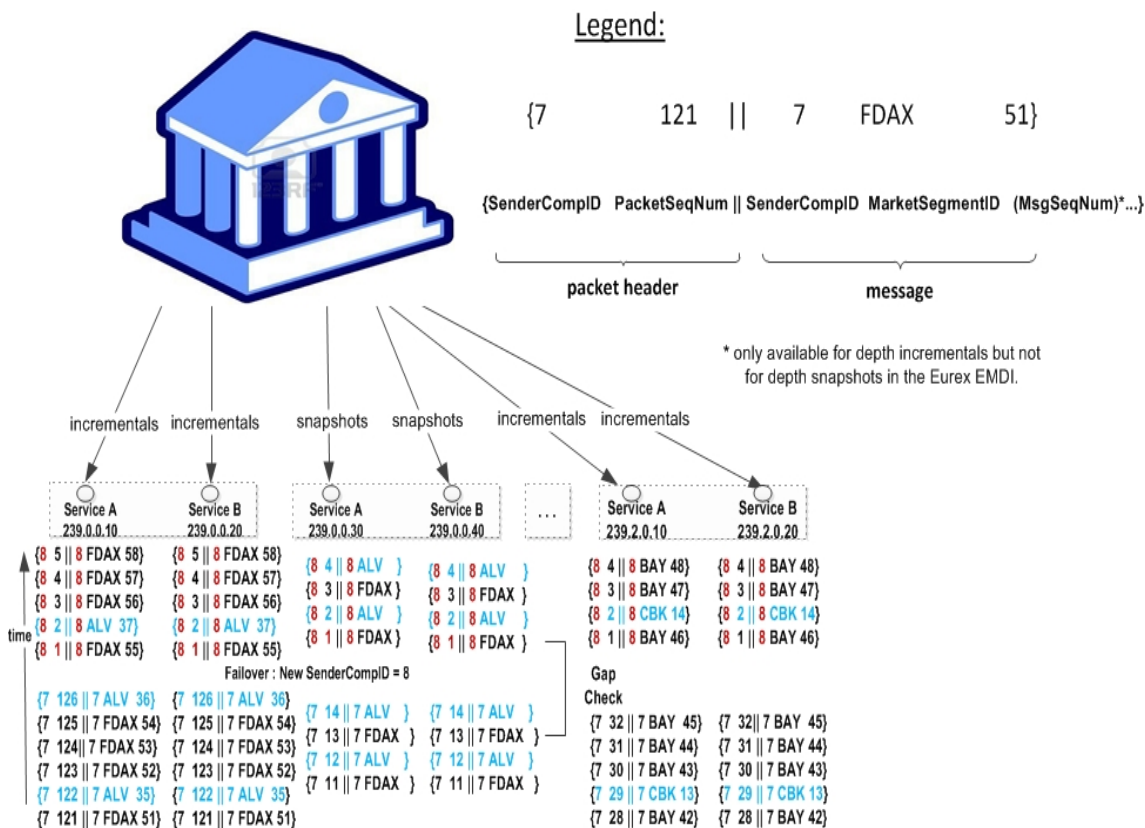 Legend:
{7 121 || 7 FDAX 51}
123RF
{SenderCompID PacketSeqNum || SenderCompID MarketSegmentID (MsgSeqNum)*...}
packet header message
* only available for depth incrementals but not
for depth snapshots in the Eurex EMDI.
incrementals incrementals snapshots snapshots incrementals incrementals
Service A Service B Service A Service B ... Service A Service B
239.0.0.10 239.0.0.20 239.0.0.30 239.0.0.40 239.2.0.10 239.2.0.20
{8 5 || 8 FDAX 58} {8 5 || 8 FDAX 58} {8 4 || 8 ALV } {8 4 || 8 ALV } {8 4 || 8 BAY 48} {8 4 || 8 BAY 48}
{8 4 || 8 FDAX 57} {8 4 || 8 FDAX 57} {8 3 || 8 FDAX } {8 3 || 8 FDAX } {8 3 || 8 BAY 47} {8 3 || 8 BAY 47}
{8 3 || 8 FDAX 56} {8 3 || 8 FDAX 56} {8 2 || 8 ALV } {8 2 || 8 ALV } {8 2 || 8 CBK 14} {8 2 || 8 CBK 14}
time {8 2 || 8 ALV 37} {8 2 || 8 ALV 37} {8 1 || 8 FDAX } {8 1 || 8 FDAX } {8 1 || 8 BAY 46} {8 1 || 8 BAY 46}
{8 1 || 8 FDAX 55} {8 1 || 8 FDAX 55}
Failover : New SenderCompID = 8 Gap
Check
{7 126 || 7 ALV 36} {7 126 || 7 ALV 36}
{7 125 || 7 FDAX 54} {7 125 || 7 FDAX 54} {7 14 || 7 ALV } {7 14 || 7 ALV } {7 32 || 7 BAY 45} {7 32|| 7 BAY 45}
{7 124|| 7 FDAX 53} {7 124 || 7 FDAX 53} {7 13 || 7 FDAX } {7 13 || 7 FDAX } {7 31 || 7 BAY 44} {7 31 || 7 BAY 44}
{7 123 || 7 FDAX 52} {7 123 || 7 FDAX 52} {7 12 || 7 ALV } {7 12 || 7 ALV } {7 30 || 7 BAY 43} {7 30 || 7 BAY 43}
{7 122 || 7 ALV 35} {7 122 || 7 ALV 35} {7 11 || 7 FDAX } {7 11 || 7 FDAX } {7 29 || 7 CBK 13} {7 29 || 7 CBK 13}
{7 121 || 7 FDAX 51} {7 121 || 7 FDAX 51} {7 28 || 7 BAY 42} {7 28 || 7 BAY 42}